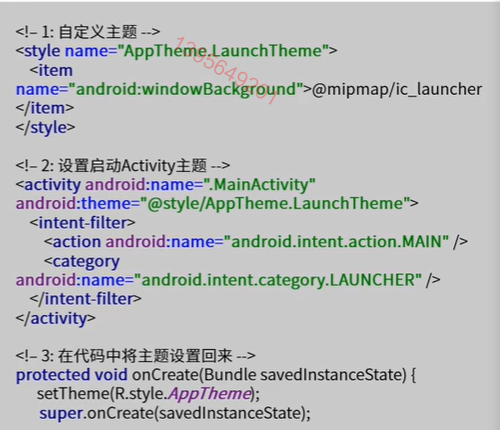 <!– 1: 自定义主题 -->
<style name="AppTheme.LaunchTheme">
<item
name="android:windowBackground">@mipmap/ic_launcher
</item>
</style>
<!– 2: 设置启动Activity主题 -->
<activity android:name=".MainActivity"
android:theme="@style/AppTheme.LaunchTheme">
<intent-filter>
<action android:name="android.intent.action.MAIN" />
<category
android:name="android.intent.category.LAUNCHER" />
</intent-filter>
</activity>
<!– 3: 在代码中将主题设置回来 -->
protected void onCreate(Bundle savedInstanceState) {
setTheme(R.style.AppTheme);
super.onCreate(savedInstanceState);